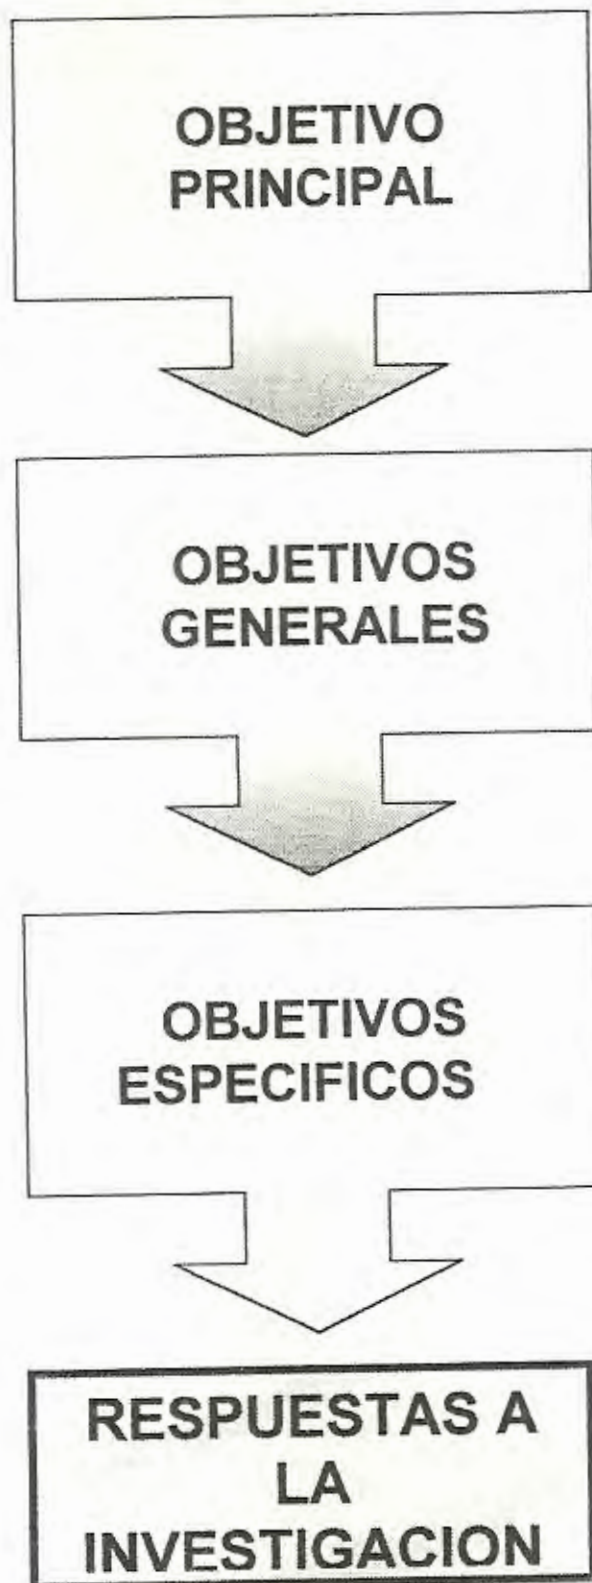 OBJETIVO
PRINCIPAL
OBJETIVOS
GENERALES
OBJETIVOS
ESPECIFICOS
RESPUESTAS A
LA
INVESTIGACION